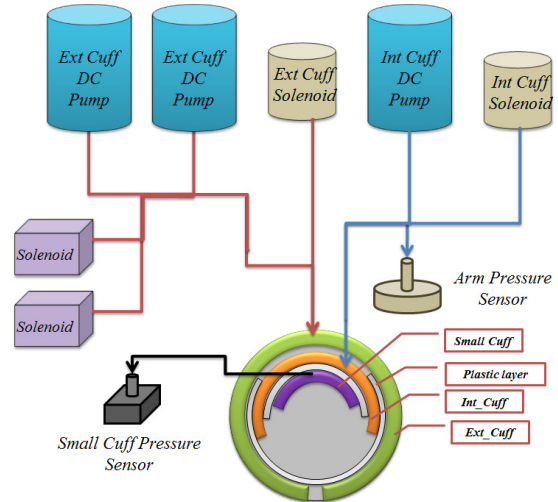 Ext Cuff
DC
Pump
Ext Cuff
DC
Pump
Ext Cuff
Solenoid
Int Cuff
DC
Pump
Int Cuff
Solenoid
Solenoid
Solenoid
Arm Pressure
Sensor
Small Cuff
Plastic layer
Int_Cuff
Ext_Cuff
Small Cuff Pressure
Sensor